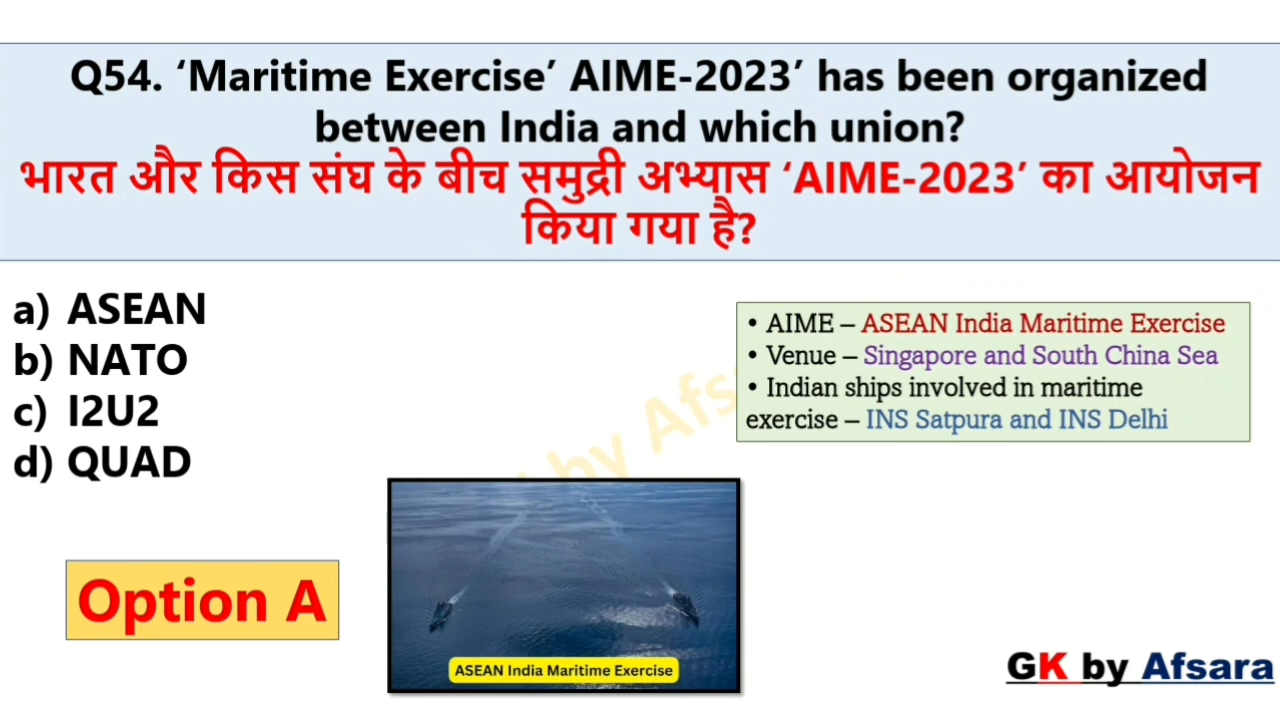 Q54. ‘Maritime Exercise’ AIME-2023’ has been organized
between India and which union?
भारत और किस संघ के बीच समुद्री अभ्यास ‘AIME-2023’ का आयोजन
किया गया है?
a) ASEAN
b) NATO
c) I2U2
d) QUAD
• AIME – ASEAN India Maritime Exercise
• Venue – Singapore and South China Sea
• Indian ships involved in maritime
exercise – INS Satpura and INS Delhi
by Afs
Option A
ASEAN India Maritime Exercise
GK by Afsara